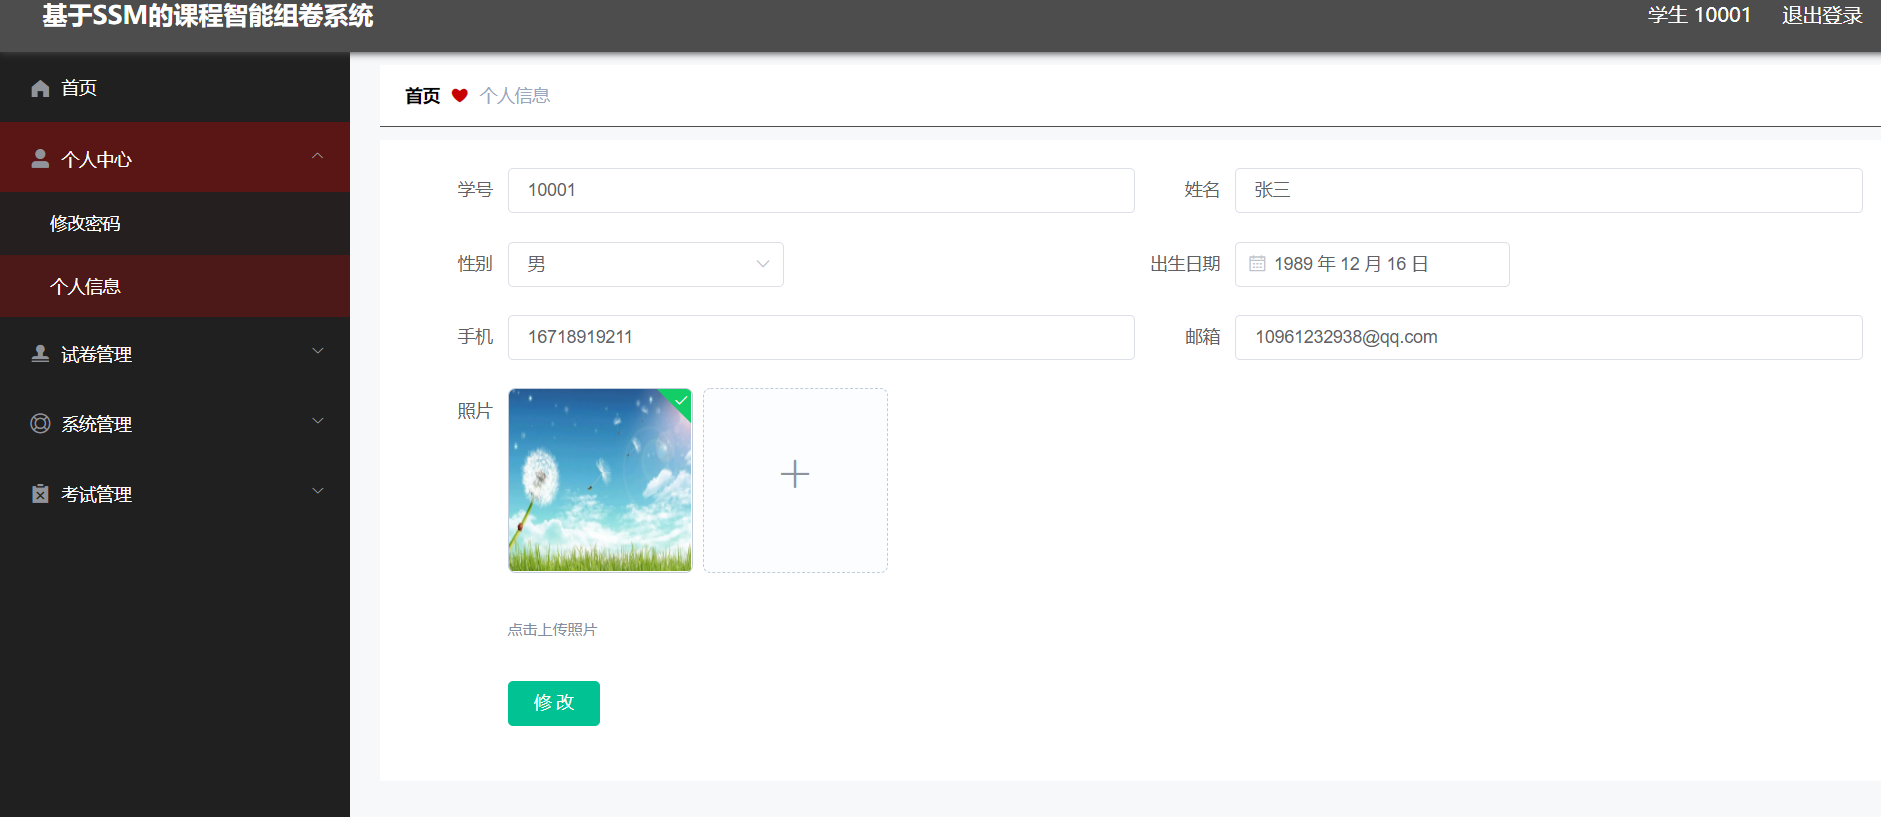 基于SSM的课程智能组卷系统
学生 10001 退出登录
首页
个人中心
修改密码
个人信息
试卷管理
系统管理
考试管理
首页 个人信息
学号 10001 姓名 张三
性别 男 出生日期 1989 年 12 月 16 日
手机 16718919211 邮箱 10961232938@qq.com
照片
点击上传照片
修 改